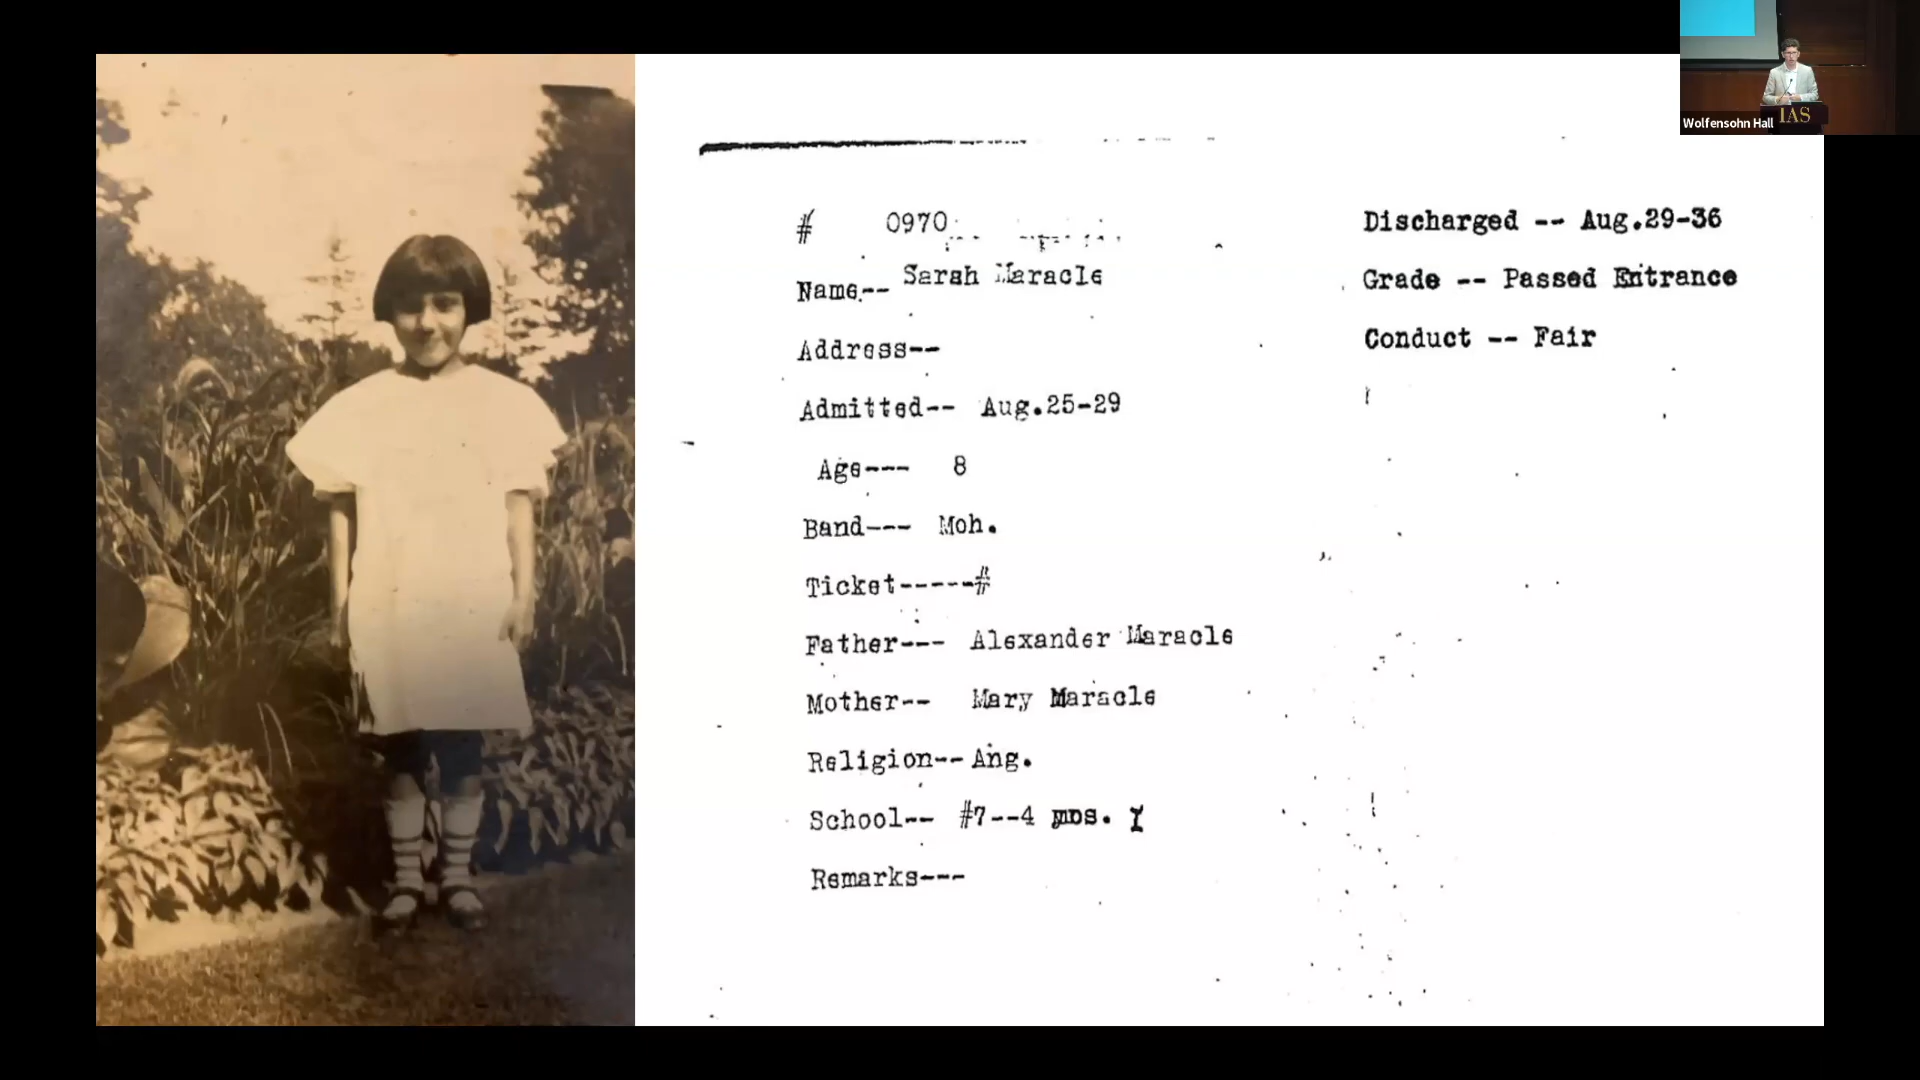 Wolfensohn Hall
IAS
# 0970
Name-- Sarah Maracle
Address--
Admitted-- Aug.25-29
Age--- 8
Band--- Moh.
Ticket-----#
Father--- Alexander Maracle
Mother-- Mary Maracle
Religion-- Ang.
School-- #7--4 mos.
Remarks---
Discharged -- Aug.29-36
Grade -- Passed Entrance
Conduct -- Fair